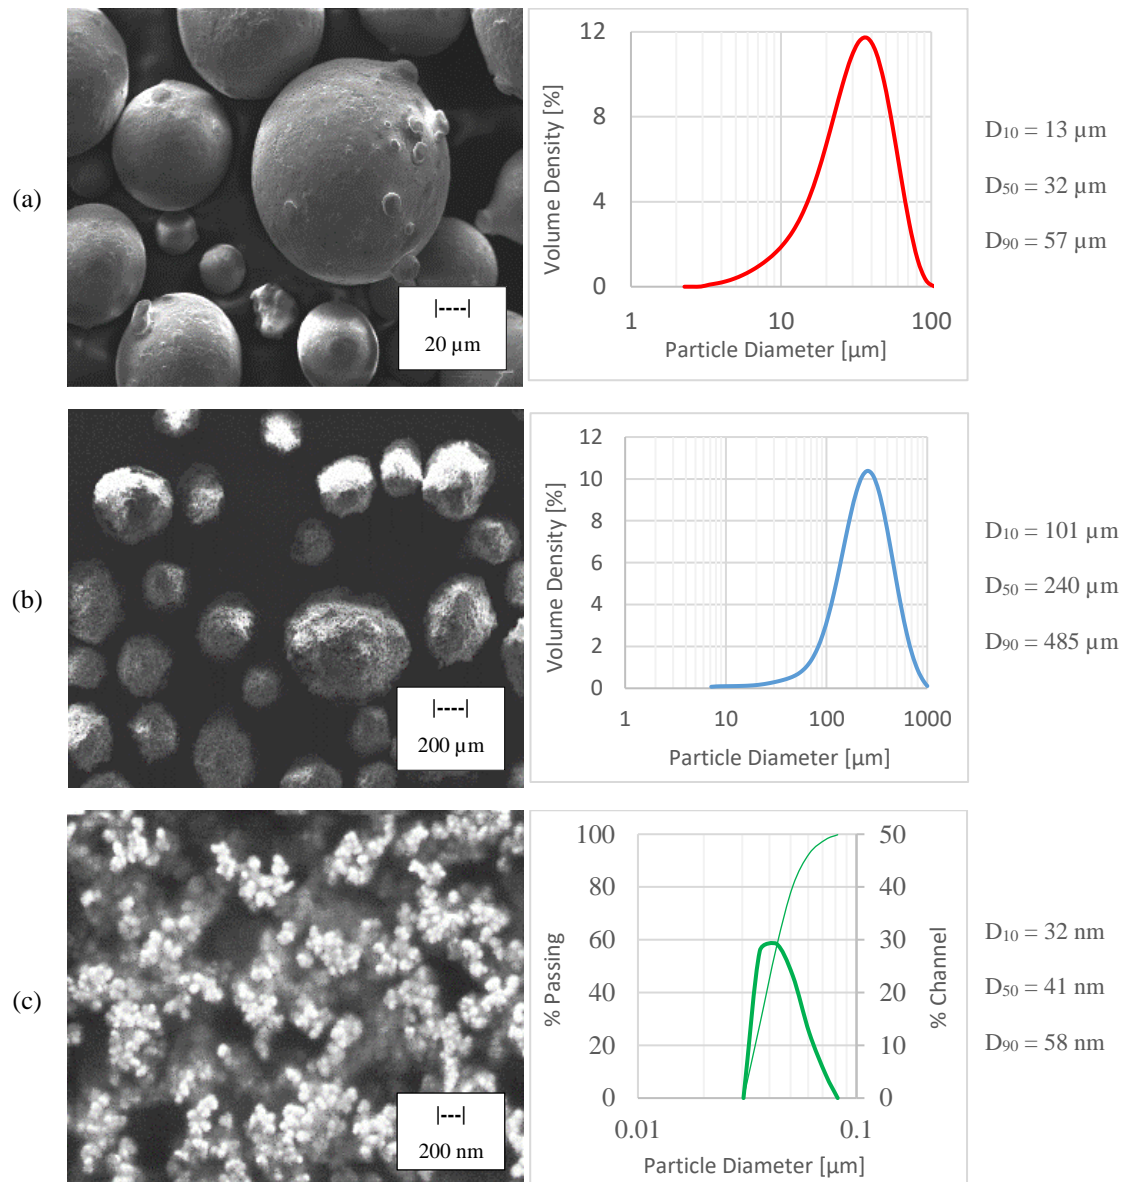 (a)
|----|
20 µm
Volume Density [%]
12
8
4
0
1 10 100
Particle Diameter [µm]
D10 = 13 µm
D50 = 32 µm
D90 = 57 µm
(b)
|----|
200 µm
Volume Density [%]
12
10
8
6
4
2
0
1 10 100 1000
Particle Diameter [µm]
D10 = 101 µm
D50 = 240 µm
D90 = 485 µm
(c)
|---|
200 nm
% Passing
100
80
60
40
20
0
% Channel
50
40
30
20
10
0
0.01 0.1
Particle Diameter [µm]
D10 = 32 nm
D50 = 41 nm
D90 = 58 nm